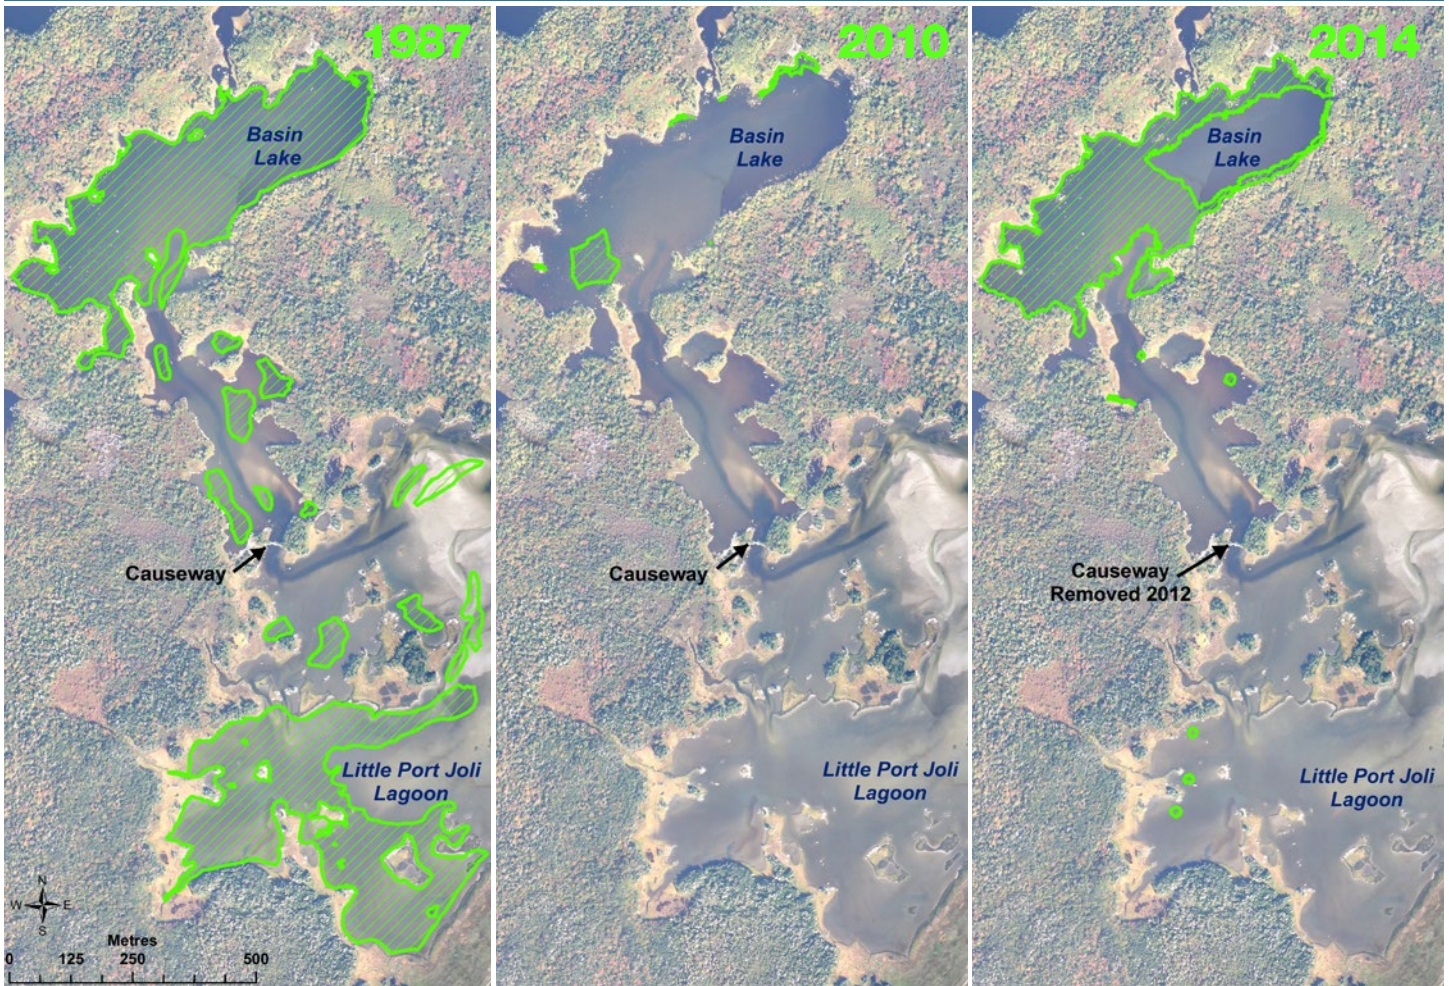 1987
Basin
Lake
Causeway
Little Port Joli
Lagoon
N
W E
S
Metres
0 125 250 500
2010
Basin
Lake
Causeway
Little Port Joli
Lagoon
2014
Basin
Lake
Causeway
Removed 2012
Little Port Joli
Lagoon